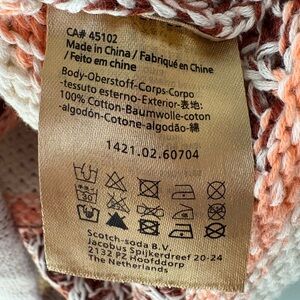 CA# 45102
Made in China / Fabriqué en Chine
/ Feito em chine
Body-Oberstoff-Corps-Corpo
-tessuto esterno-Exterior-表地:
100% Cotton-Baumwolle-coton
-algodón-Cotone-algodão-綿
1421.02.60704
30
Scotch-soda B.V.
Jacobus Spijkerdreef 20-24
2132 PZ Hoofddorp
The Netherlands